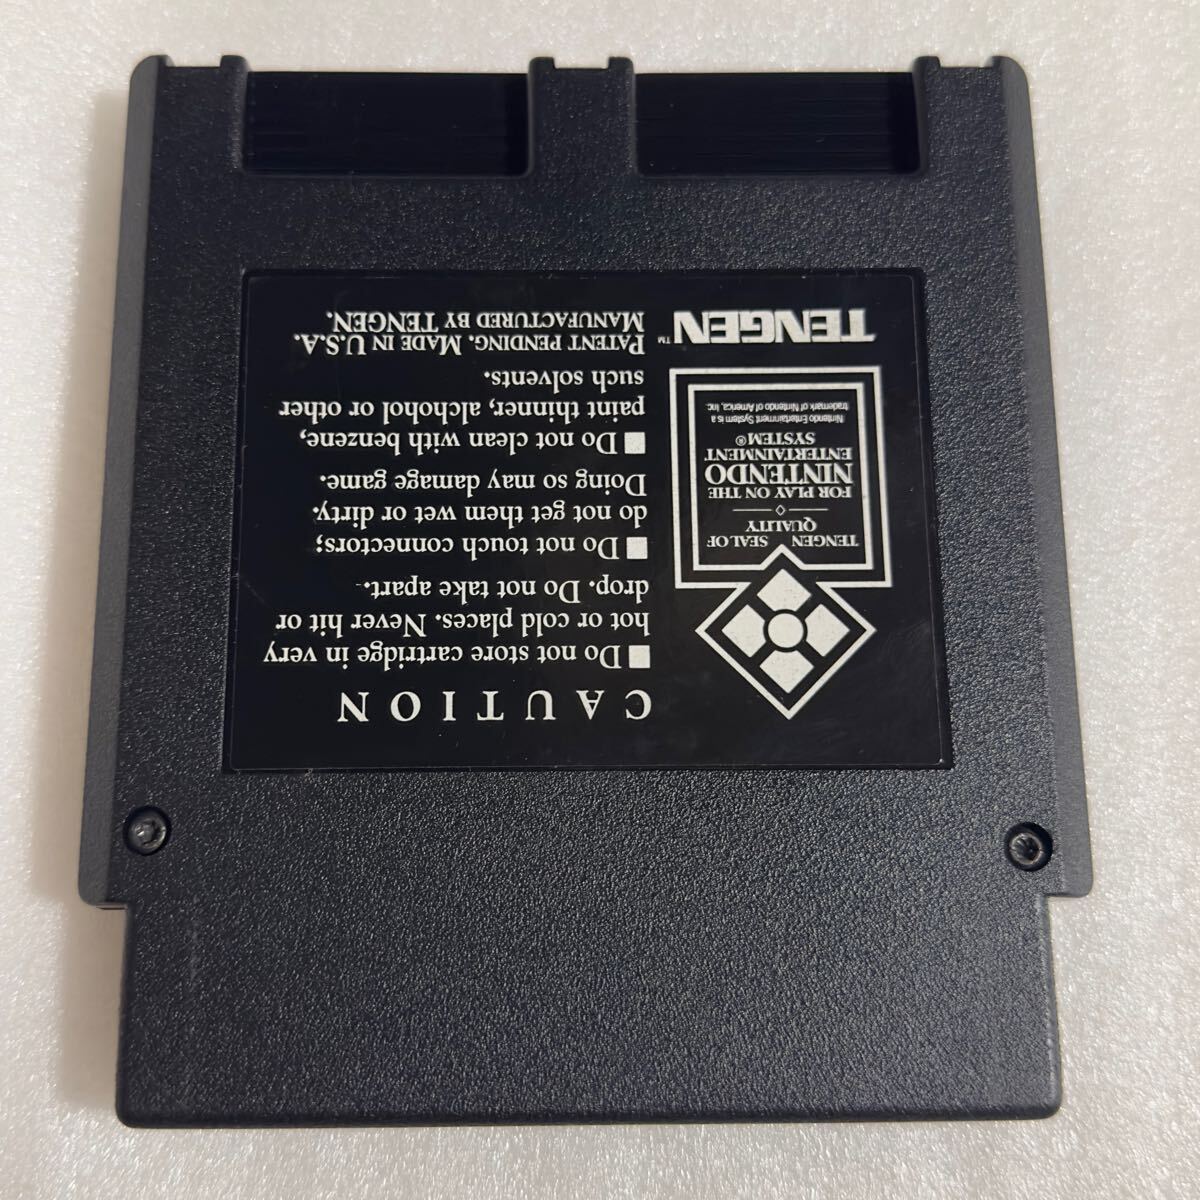 CAUTION
■ Do not store cartridge in very
hot or cold places. Never hit or
drop. Do not take apart.
■ Do not touch connectors;
do not get them wet or dirty.
Doing so may damage game.
■ Do not clean with benzene,
paint thinner, alchohol or other
such solvents.
PATENT PENDING. MADE IN U.S.A.
MANUFACTURED BY TENGEN.
TENGEN SEAL OF
QUALITY
FOR PLAY ON THE
NINTENDO
ENTERTAINMENT
SYSTEM®
Nintendo Entertainment System is a
trademark of Nintendo of America, Inc.
TENGEN™